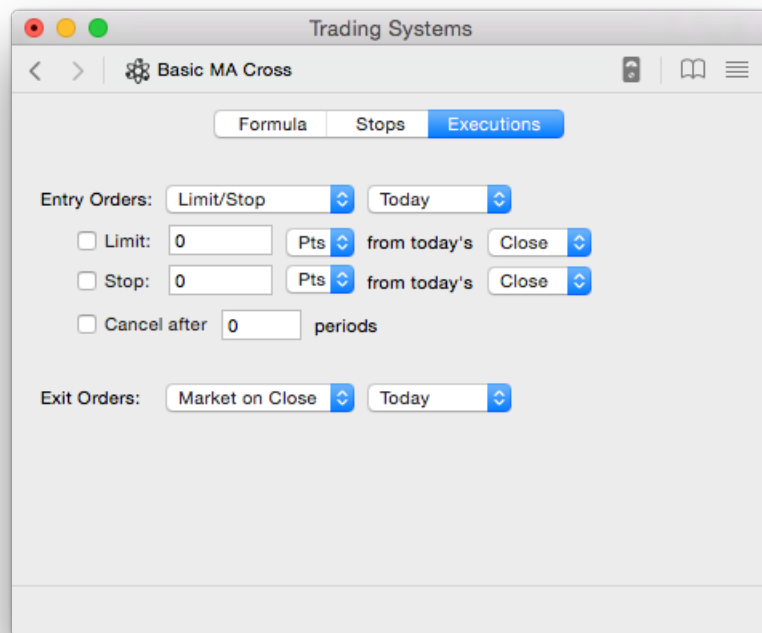 Trading Systems
Basic MA Cross
Formula Stops Executions
Entry Orders: Limit/Stop Today
Limit: 0 Pts from today's Close
Stop: 0 Pts from today's Close
Cancel after 0 periods
Exit Orders: Market on Close Today